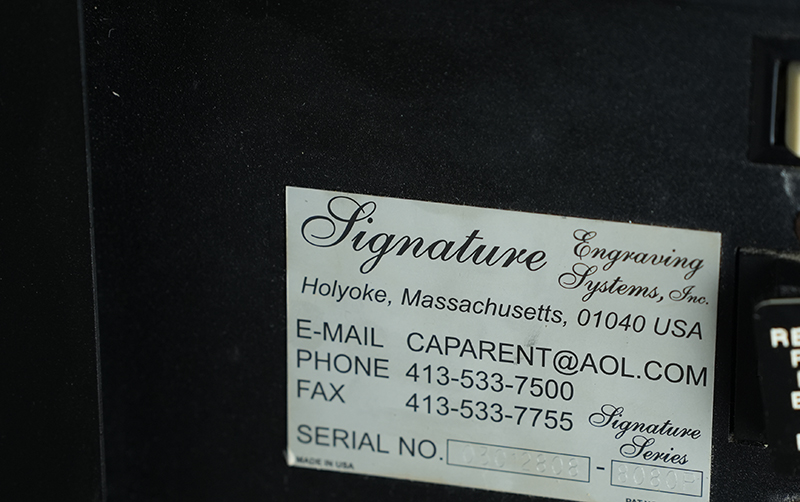 Signature Engraving
Systems, Inc.
Holyoke, Massachusetts, 01040 USA
E-MAIL CAPARENT@AOL.COM
PHONE 413-533-7500
FAX 413-533-7755
Signature
Series
SERIAL NO. -
MADE IN USA